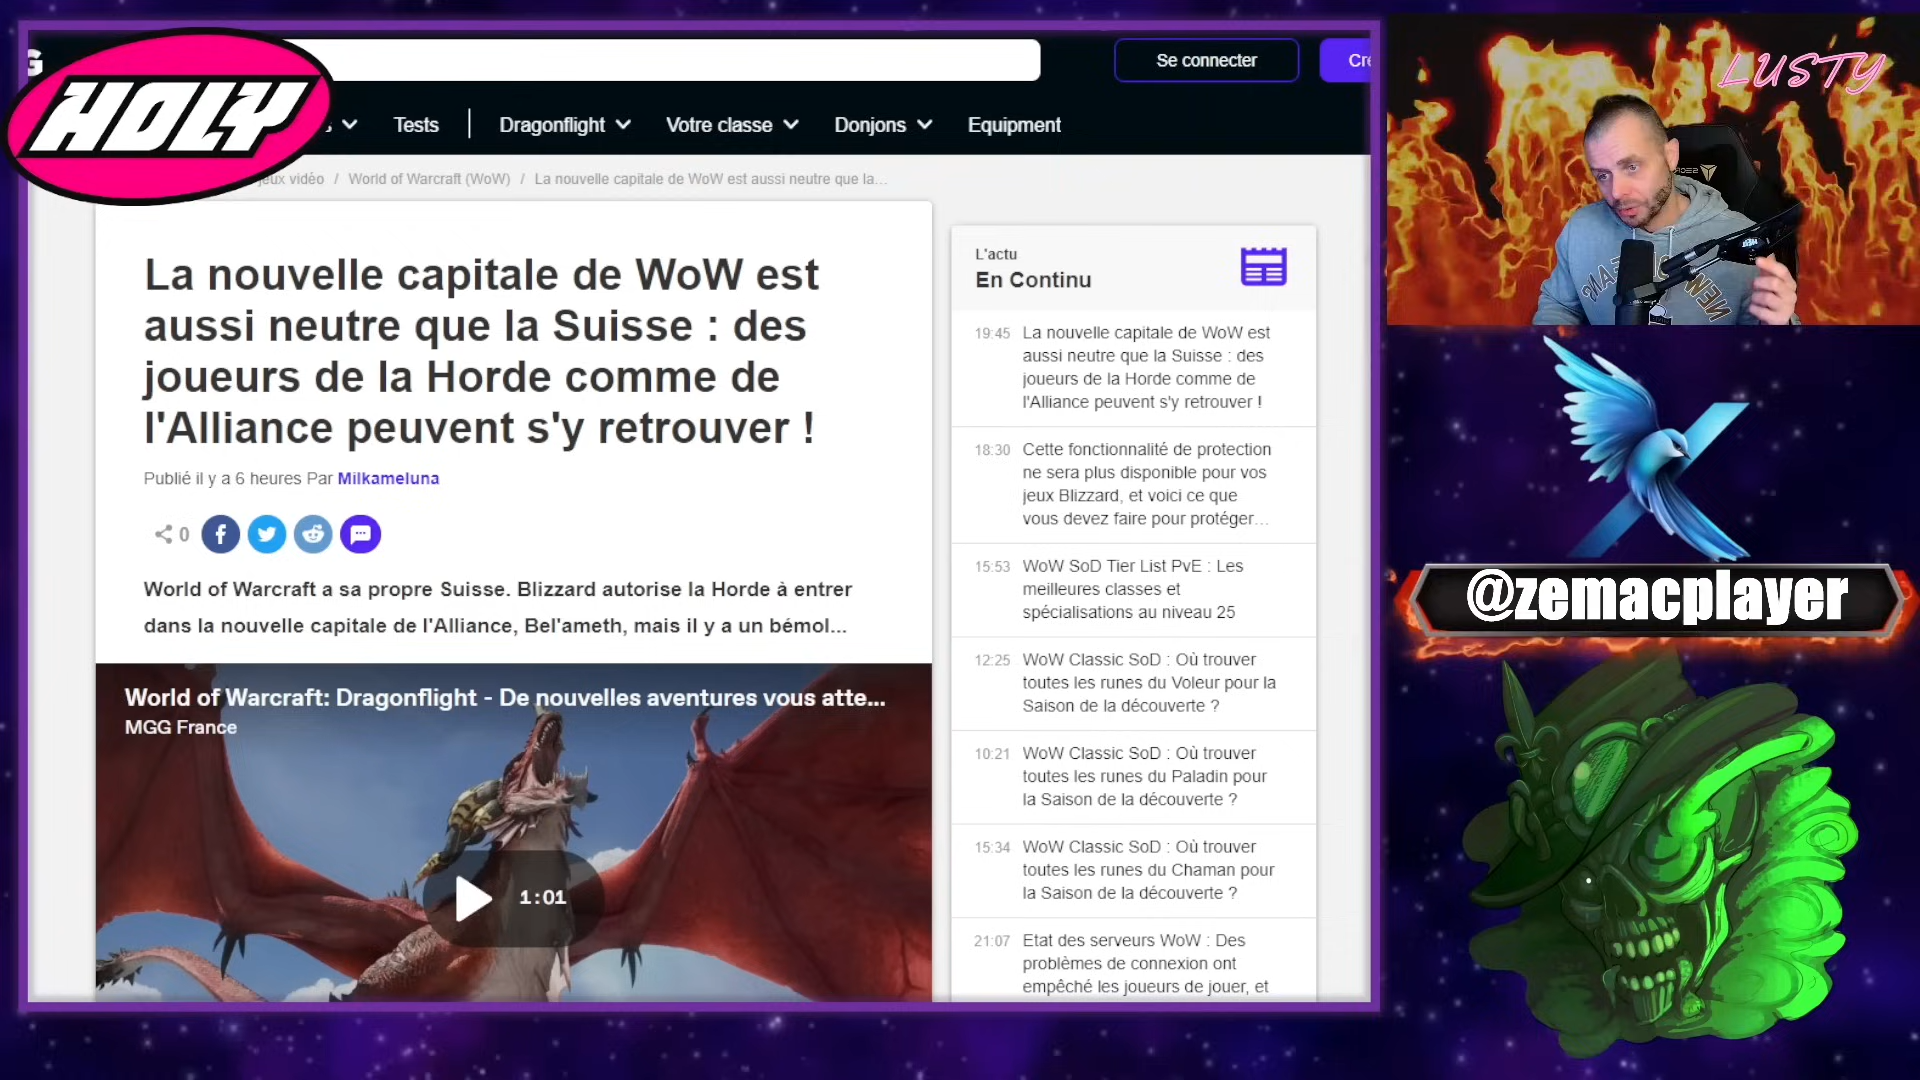 G
HOLY
Se connecter
Tests
Dragonflight
Votre classe
Donjons
Equipment
jeux vidéo / World of Warcraft (WoW) / La nouvelle capitale de WoW est aussi neutre que la...
La nouvelle capitale de WoW est
aussi neutre que la Suisse : des
joueurs de la Horde comme de
l'Alliance peuvent s'y retrouver !
Publié il y a 6 heures Par Milkameluna
0
World of Warcraft a sa propre Suisse. Blizzard autorise la Horde à entrer
dans la nouvelle capitale de l'Alliance, Bel'ameth, mais il y a un bémol...
World of Warcraft: Dragonflight - De nouvelles aventures vous atte...
MGG France
1:01
L'actu
En Continu
19:45 La nouvelle capitale de WoW est
aussi neutre que la Suisse : des
joueurs de la Horde comme de
l'Alliance peuvent s'y retrouver !
18:30 Cette fonctionnalité de protection
ne sera plus disponible pour vos
jeux Blizzard, et voici ce que
vous devez faire pour protéger...
15:53 WoW SoD Tier List PvE : Les
meilleures classes et
spécialisations au niveau 25
12:25 WoW Classic SoD : Où trouver
toutes les runes du Voleur pour la
Saison de la découverte ?
10:21 WoW Classic SoD : Où trouver
toutes les runes du Paladin pour
la Saison de la découverte ?
15:34 WoW Classic SoD : Où trouver
toutes les runes du Chaman pour
la Saison de la découverte ?
21:07 Etat des serveurs WoW : Des
problèmes de connexion ont
empêché les joueurs de jouer, et
LUSTY
@zemacplayer